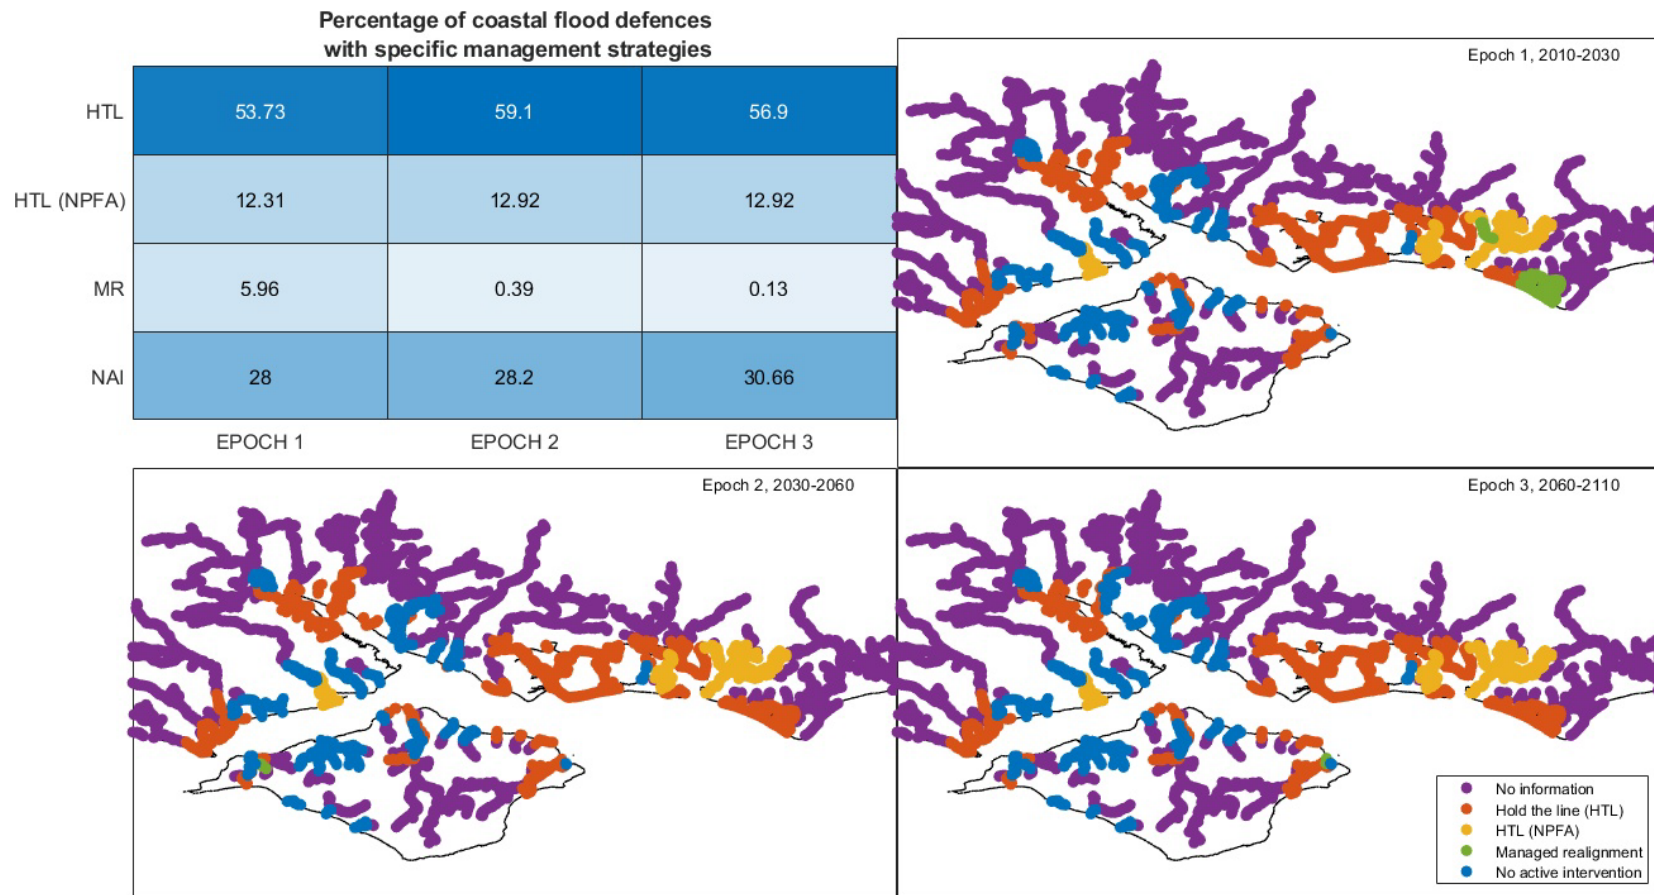 Percentage of coastal flood defences
with specific management strategies
HTL 53.73 59.1 56.9
HTL (NPFA) 12.31 12.92 12.92
MR 5.96 0.39 0.13
NAI 28 28.2 30.66
EPOCH 1 EPOCH 2 EPOCH 3
Epoch 1, 2010-2030
Epoch 2, 2030-2060
Epoch 3, 2060-2110
No information
Hold the line (HTL)
HTL (NPFA)
Managed realignment
No active intervention